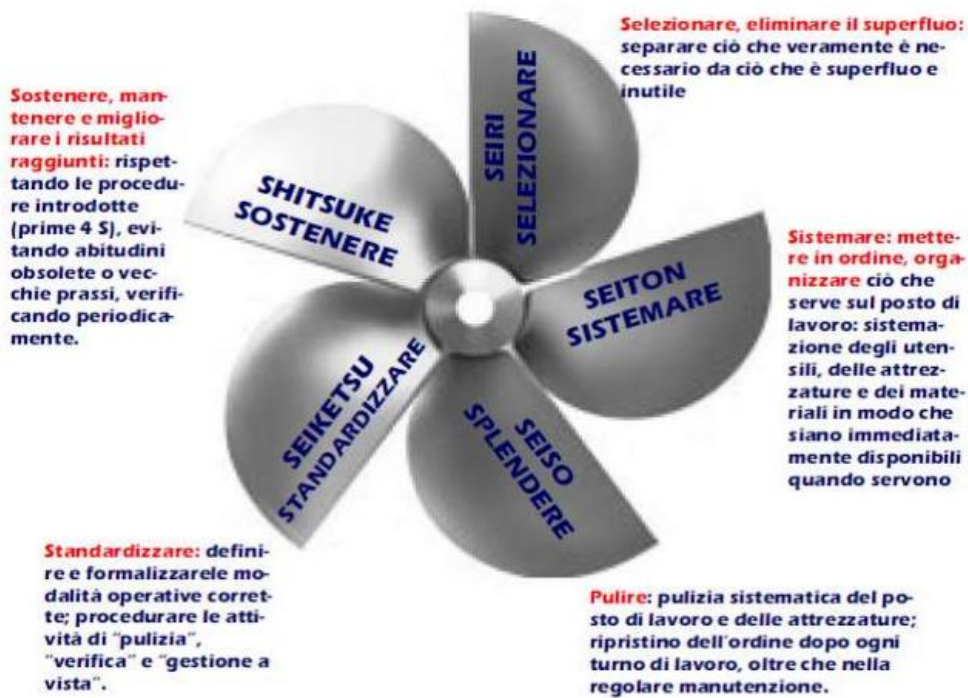 Selezionare, eliminare il superfluo:
separare ciò che veramente è ne-
cessario da ciò che è superfluo e
inutile
SEIRI
SELEZIONARE
Sistemare: mette-
re in ordine, orga-
nizzare ciò che
serve sul posto di
lavoro: sistema-
zione degli uten-
sili, delle attrez-
zature e dei mate-
riali in modo che
siano immediata-
mente disponibili
quando servono
SEITON
SISTEMARE
Pulire: pulizia sistematica del po-
sto di lavoro e delle attrezzature;
ripristino dell'ordine dopo ogni
turno di lavoro, oltre che nella
regolare manutenzione.
SEISO
SPLENDERE
Standardizzare: defini-
re e formalizzarele mo-
dalità operative corret-
te; procedurare le atti-
vità di "pulizia",
"verifica" e "gestione a
vista".
SEIKETSU
STANDARDIZZARE
Sostenere, man-
tenere e miglio-
rare i risultati
raggiunti: rispet-
tando le procedu-
re introdotte
(prime 4 S), evi-
tando abitudini
obsolete o vec-
chie prassi, verifi-
cando periodica-
mente.
SHITSUKE
SOSTENERE